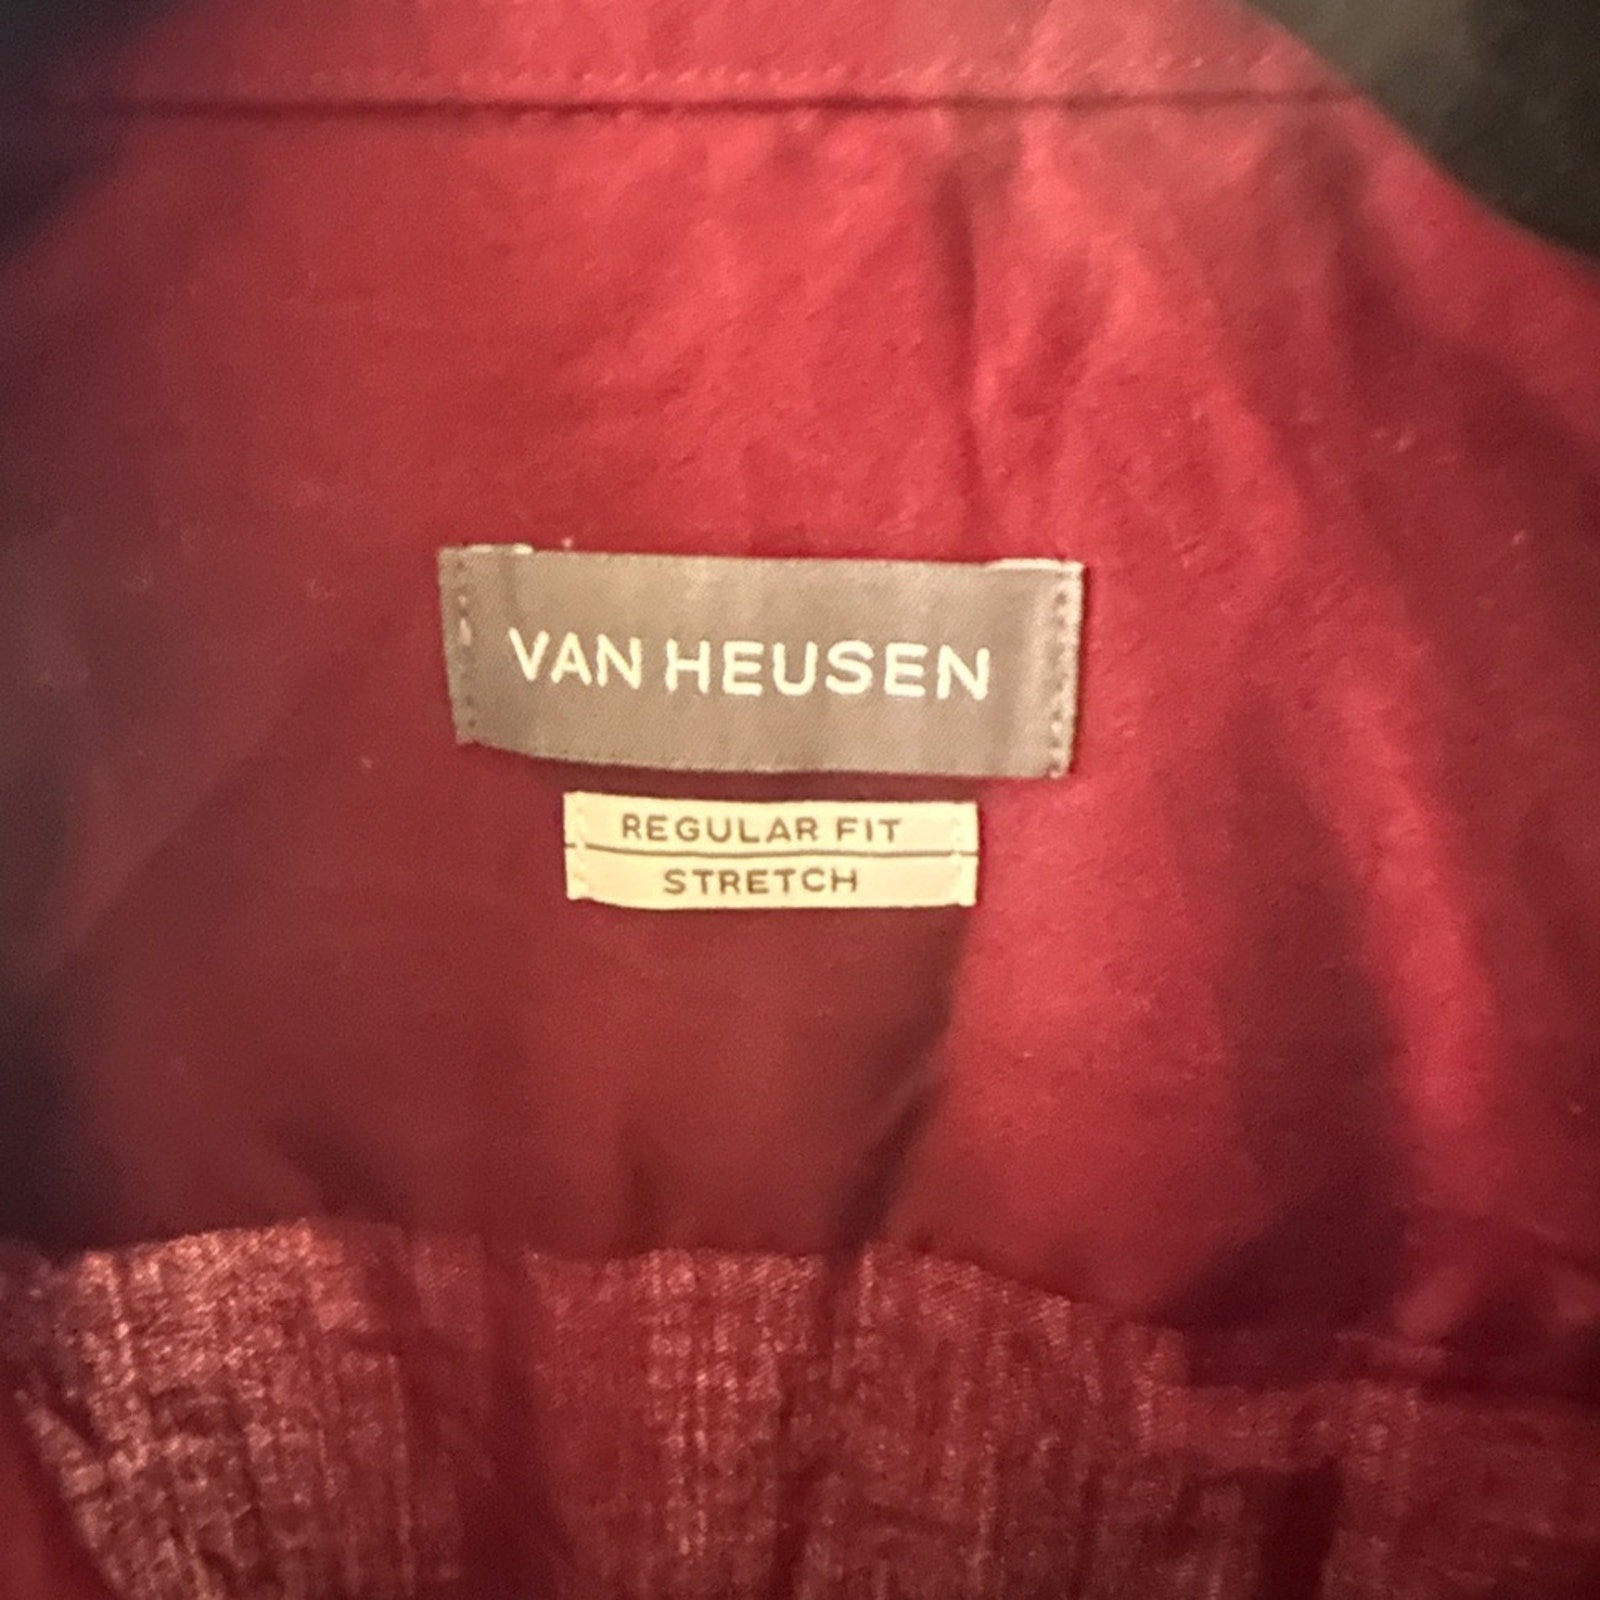 VAN HEUSEN
REGULAR FIT
STRETCH